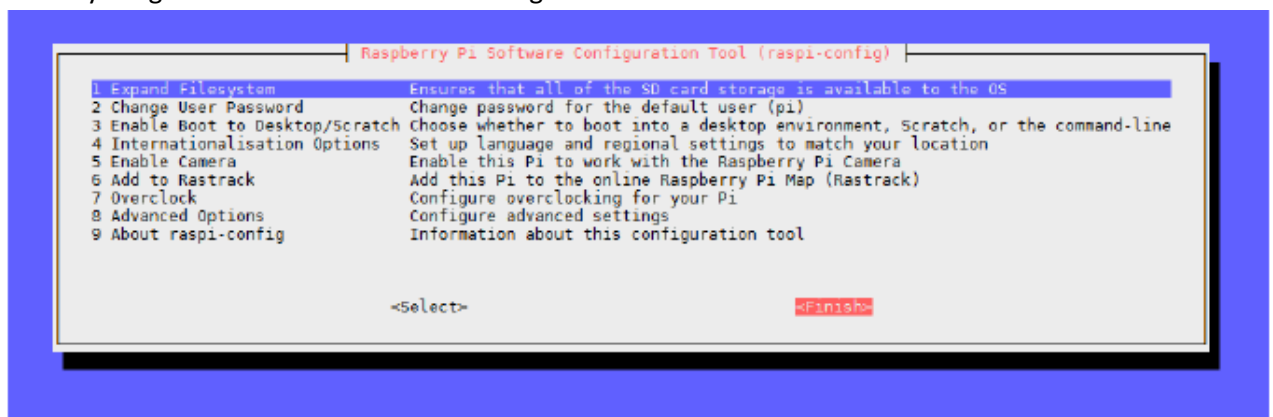 Raspberry Pi Software Configuration Tool (raspi-config)
1 Expand Filesystem Ensures that all of the SD card storage is available to the OS
2 Change User Password Change password for the default user (pi)
3 Enable Boot to Desktop/Scratch Choose whether to boot into a desktop environment, Scratch, or the command-line
4 Internationalisation Options Set up language and regional settings to match your location
5 Enable Camera Enable this Pi to work with the Raspberry Pi Camera
6 Add to Rastrack Add this Pi to the online Raspberry Pi Map (Rastrack)
7 Overclock Configure overclocking for your Pi
8 Advanced Options Configure advanced settings
9 About raspi-config Information about this configuration tool
<Select> <Finish>